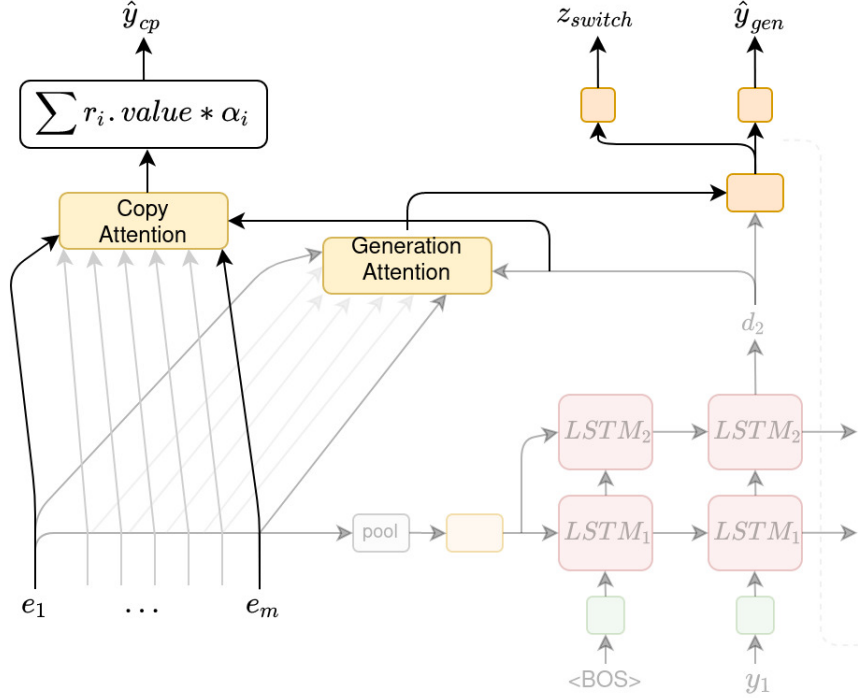 ŷ_cp
z_switch
ŷ_gen
∑ r_i.value * α_i
Copy
Attention
Generation
Attention
d_2
LSTM_2
LSTM_2
pool
LSTM_1
LSTM_1
e_1
...
e_m
<BOS>
y_1